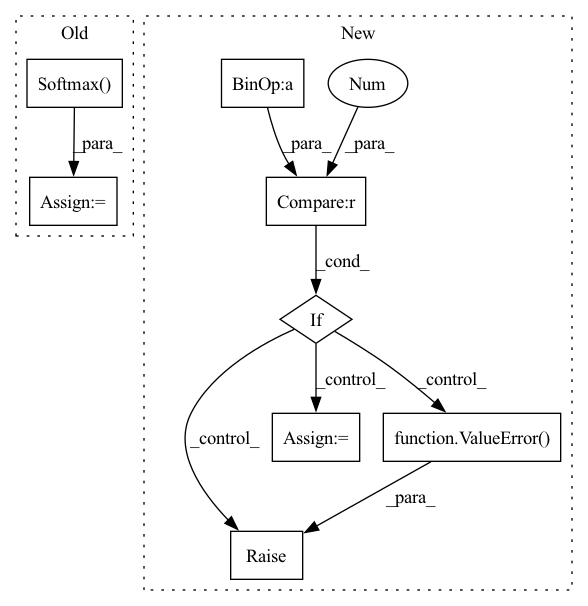 Old
New
Softmax()
BinOp:a
Num
_para_
_para_
_para_
Assign:=
Compare:r
_cond_
If
_control_
_control_
_control_
Assign:=
function.ValueError()
_para_
Raise